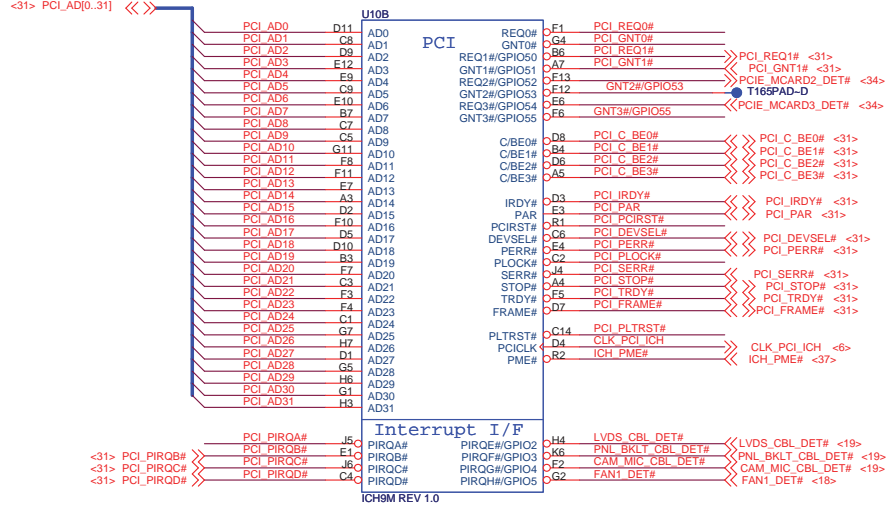 <31> PCI_AD[0..31]
U10B
PCI
PCI_AD0 D11 AD0 REQ0# F1 PCI_REQ0#
PCI_AD1 C8 AD1 GNT0# G4 PCI_GNT0#
PCI_AD2 D9 AD2 REQ1#/GPIO50 B6 PCI_REQ1# PCI_REQ1# <31>
PCI_AD3 E12 AD3 GNT1#/GPIO51 A7 PCI_GNT1# PCI_GNT1# <31>
PCI_AD4 E9 AD4 REQ2#/GPIO52 F13 PCIE_MCARD2_DET# <34>
PCI_AD5 C9 AD5 GNT2#/GPIO53 F12 GNT2#/GPIO53 T165PAD~D
PCI_AD6 E10 AD6 REQ3#/GPIO54 E6 PCIE_MCARD3_DET# <34>
PCI_AD7 B7 AD7 GNT3#/GPIO55 F6 GNT3#/GPIO55
PCI_AD8 C7 AD8
PCI_AD9 C5 AD9 C/BE0# D8 PCI_C_BE0# PCI_C_BE0# <31>
PCI_AD10 G11 AD10 C/BE1# B4 PCI_C_BE1# PCI_C_BE1# <31>
PCI_AD11 F8 AD11 C/BE2# D6 PCI_C_BE2# PCI_C_BE2# <31>
PCI_AD12 F11 AD12 C/BE3# A5 PCI_C_BE3# PCI_C_BE3# <31>
PCI_AD13 E7 AD13
PCI_AD14 A3 AD14 IRDY# D3 PCI_IRDY# PCI_IRDY# <31>
PCI_AD15 D2 AD15 PAR E3 PCI_PAR PCI_PAR <31>
PCI_AD16 F10 AD16 PCIRST# R1 PCI_PCIRST#
PCI_AD17 D5 AD17 DEVSEL# C6 PCI_DEVSEL# PCI_DEVSEL# <31>
PCI_AD18 D10 AD18 PERR# E4 PCI_PERR# PCI_PERR# <31>
PCI_AD19 B3 AD19 PLOCK# C2 PCI_PLOCK#
PCI_AD20 F7 AD20 SERR# J4 PCI_SERR# PCI_SERR# <31>
PCI_AD21 C3 AD21 STOP# A4 PCI_STOP# PCI_STOP# <31>
PCI_AD22 F3 AD22 TRDY# F5 PCI_TRDY# PCI_TRDY# <31>
PCI_AD23 F4 AD23 FRAME# D7 PCI_FRAME# PCI_FRAME# <31>
PCI_AD24 C1 AD24
PCI_AD25 G7 AD25 PLTRST# C14 PCI_PLTRST#
PCI_AD26 H7 AD26 PCICLK D4 CLK_PCI_ICH CLK_PCI_ICH <6>
PCI_AD27 D1 AD27 PME# R2 ICH_PME# ICH_PME# <37>
PCI_AD28 G5 AD28
PCI_AD29 H6 AD29
PCI_AD30 G1 AD30
PCI_AD31 H3 AD31
Interrupt I/F
PCI_PIRQA# J5 PIRQA# PIRQE#/GPIO2 H4 LVDS_CBL_DET# LVDS_CBL_DET# <19>
<31> PCI_PIRQB# PCI_PIRQB# E1 PIRQB# PIRQF#/GPIO3 K6 PNL_BKLT_CBL_DET# PNL_BKLT_CBL_DET# <19>
<31> PCI_PIRQC# PCI_PIRQC# J6 PIRQC# PIRQG#/GPIO4 F2 CAM_MIC_CBL_DET# CAM_MIC_CBL_DET# <19>
<31> PCI_PIRQD# PCI_PIRQD# C4 PIRQD# PIRQH#/GPIO5 G2 FAN1_DET# FAN1_DET# <18>
ICH9M REV 1.0